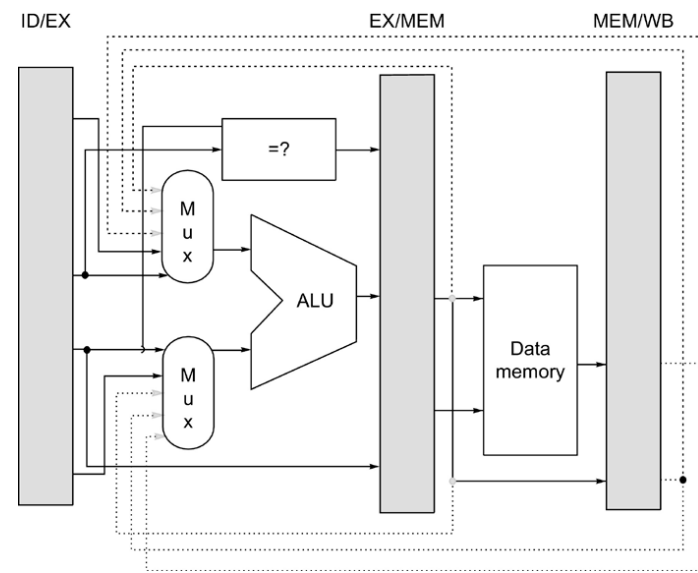 ID/EX
EX/MEM
MEM/WB
=?
M
u
x
ALU
M
u
x
Data
memory